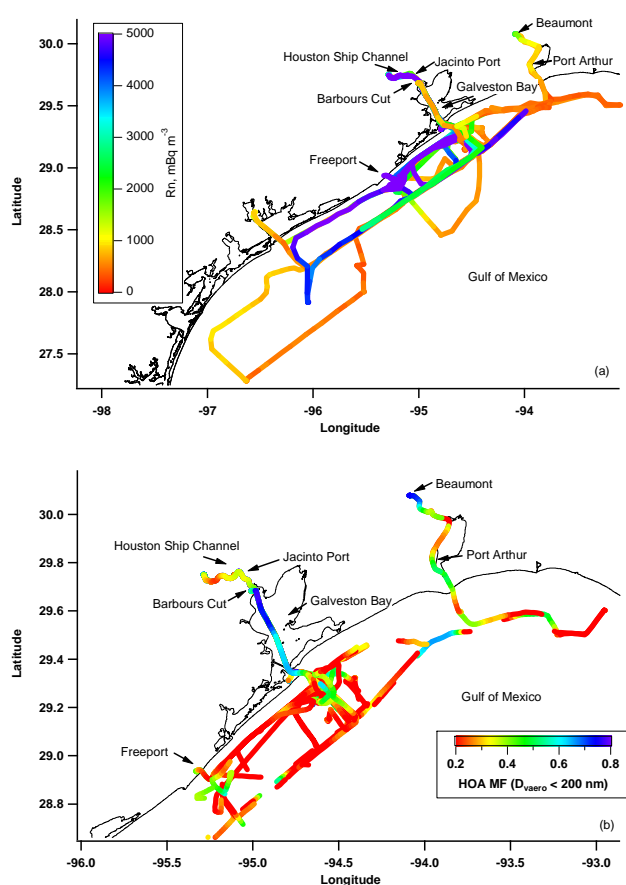 Beaumont
30.0
5000
Houston Ship Channel
Jacinto Port
Port Arthur
4000
Barbours Cut
Galveston Bay
29.5
Rn, mBq m⁻³
3000
29.0
Freeport
Latitude
2000
28.5
1000
28.0
0
Gulf of Mexico
27.5
(a)
-98
-97
-96
-95
-94
Longitude
Beaumont
30.0
Houston Ship Channel
Jacinto Port
Port Arthur
29.8
Barbours Cut
Galveston Bay
29.6
Latitude
29.4
Gulf of Mexico
29.2
Freeport
0.2
0.4
0.6
0.8
29.0
HOA MF (Dvaero < 200 nm)
28.8
(b)
-96.0
-95.5
-95.0
-94.5
-94.0
-93.5
-93.0
Longitude